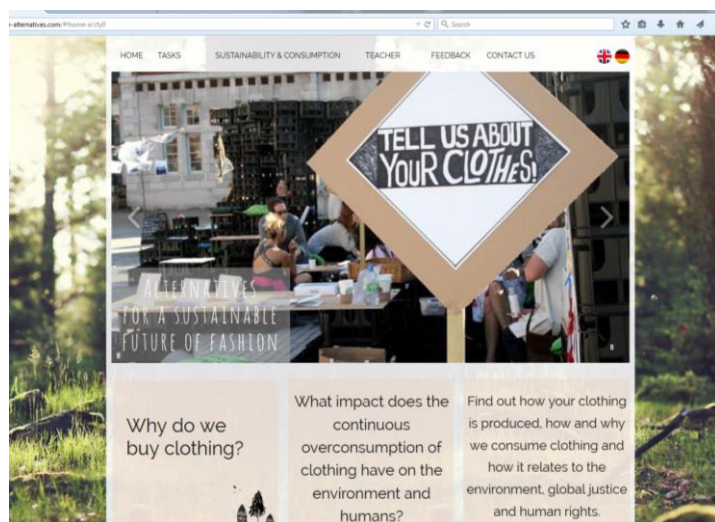 -alternatives.com/#!home-e/cfy8
Search
HOME TASKS SUSTAINABILITY & CONSUMPTION TEACHER FEEDBACK CONTACT US
TELL US ABOUT
YOUR CLOTHES!
ALTERNATIVES
FOR A SUSTAINABLE
FUTURE OF FASHION
Why do we
buy clothing?
What impact does the
continuous
overconsumption of
clothing have on the
environment and
humans?
Find out how your clothing
is produced, how and why
we consume clothing and
how it relates to the
environment, global justice
and human rights.